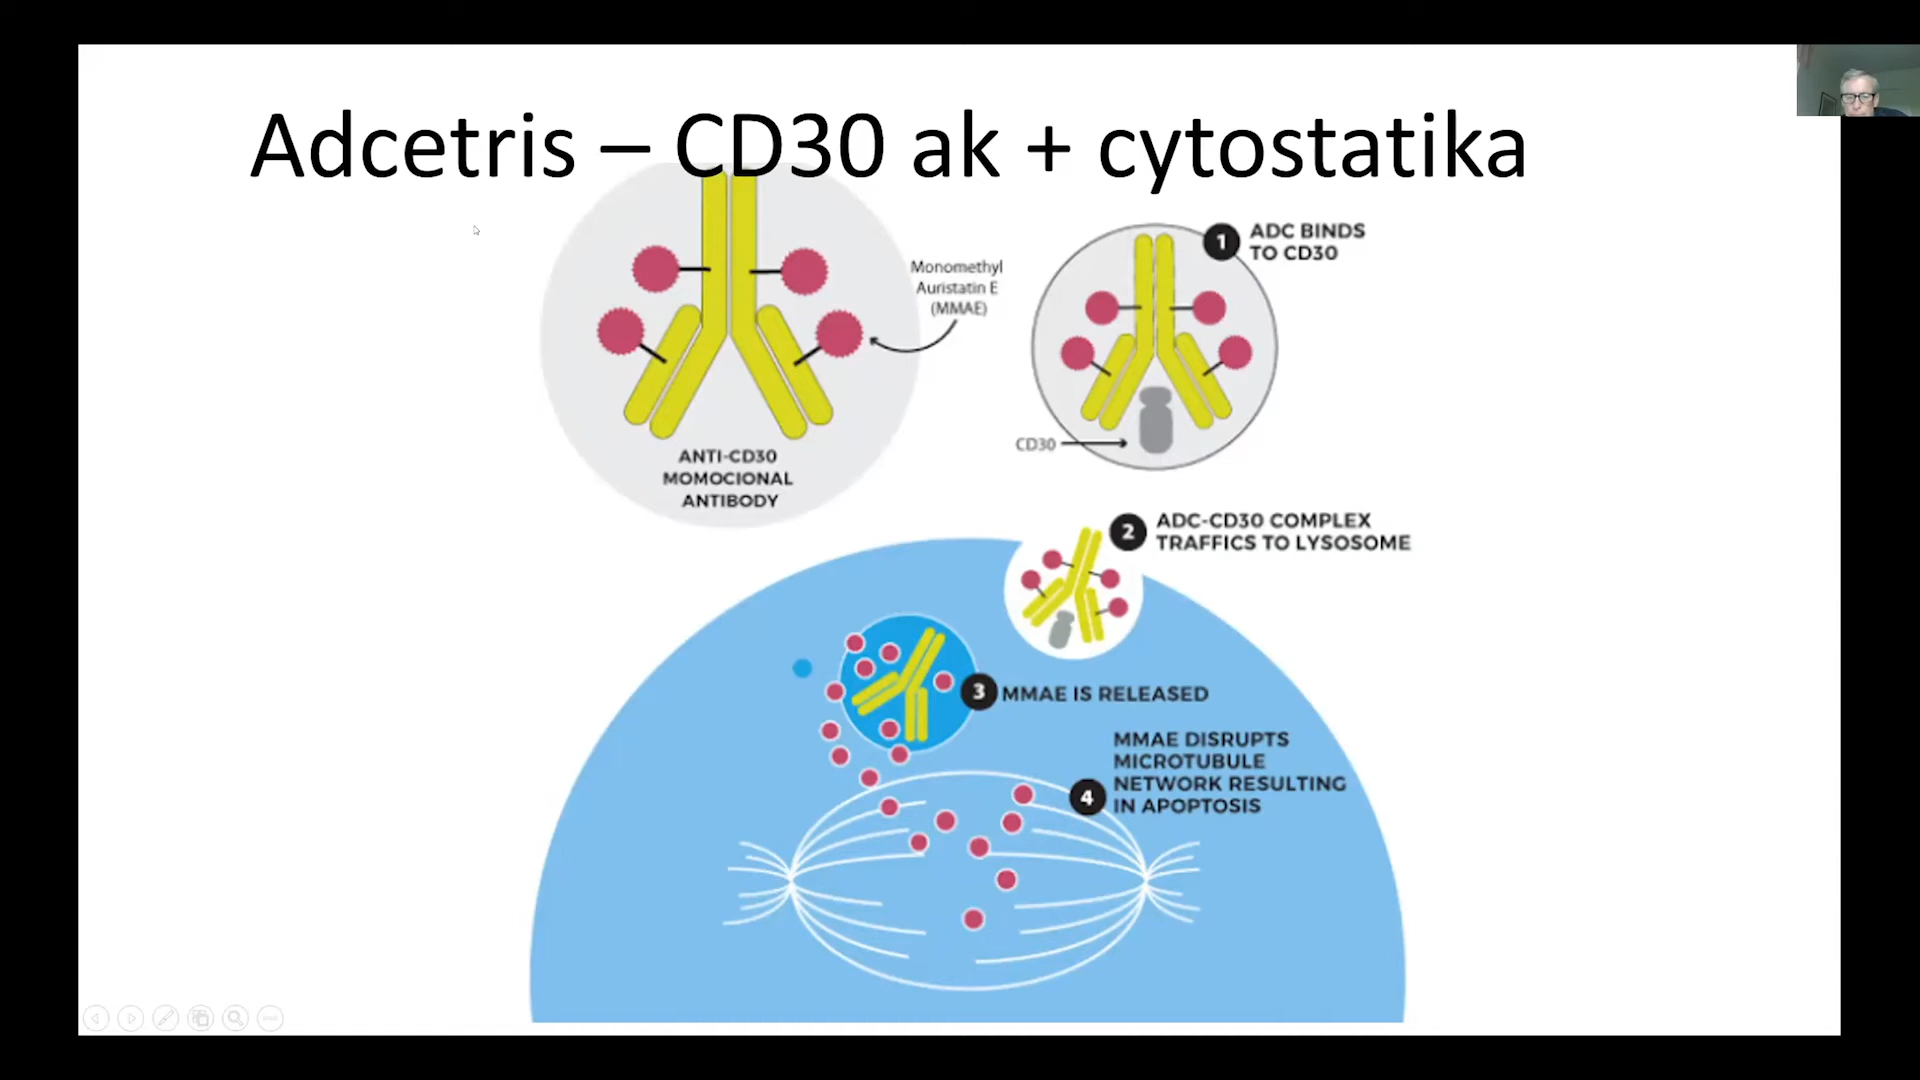 Adcetris – CD30 ak + cytostatika
Monomethyl
Auristatin E
(MMAE)
ANTI-CD30
MOMOCIONAL
ANTIBODY
1
ADC BINDS
TO CD30
CD30
2
ADC-CD30 COMPLEX
TRAFFICS TO LYSOSOME
3
MMAE IS RELEASED
4
MMAE DISRUPTS
MICROTUBULE
NETWORK RESULTING
IN APOPTOSIS